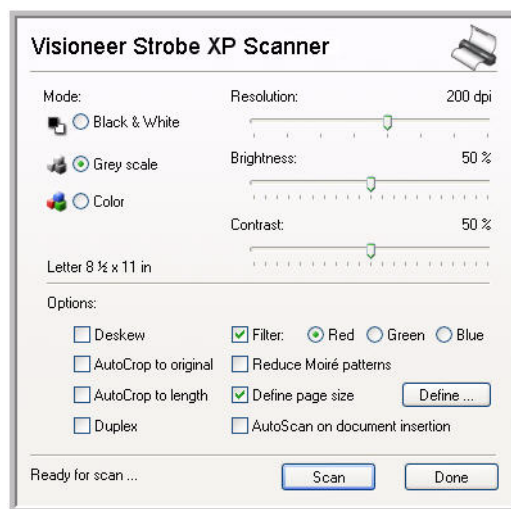 Visioneer Strobe XP Scanner
Mode: Resolution: 200 dpi
Black & White
Grey scale Brightness: 50 %
Color
Contrast: 50 %
Letter 8 ½ x 11 in
Options:
Deskew Filter: Red Green Blue
AutoCrop to original Reduce Moiré patterns
AutoCrop to length Define page size Define ...
Duplex AutoScan on document insertion
Ready for scan ... Scan Done